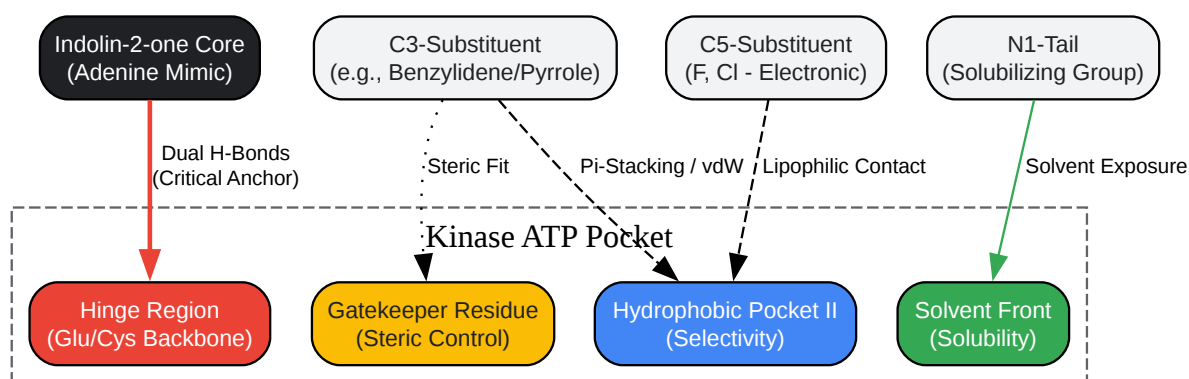 Indolin-2-one Core
(Adenine Mimic)
C3-Substituent
(e.g., Benzylidene/Pyrrole)
C5-Substituent
(F, Cl - Electronic)
N1-Tail
(Solubilizing Group)
Dual H-Bonds
(Critical Anchor)
Steric Fit
Pi-Stacking / vdW
Lipophilic Contact
Solvent Exposure
Kinase ATP Pocket
Hinge Region
(Glu/Cys Backbone)
Gatekeeper Residue
(Steric Control)
Hydrophobic Pocket II
(Selectivity)
Solvent Front
(Solubility)